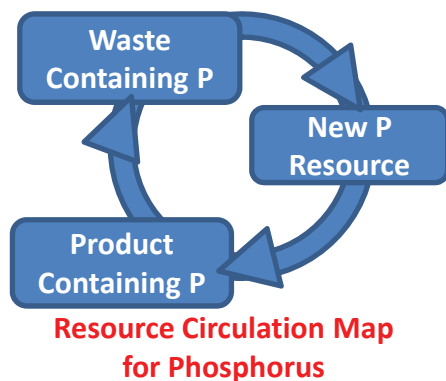 Waste
Containing P
New P
Resource
Product
Containing P
Resource Circulation Map
for Phosphorus